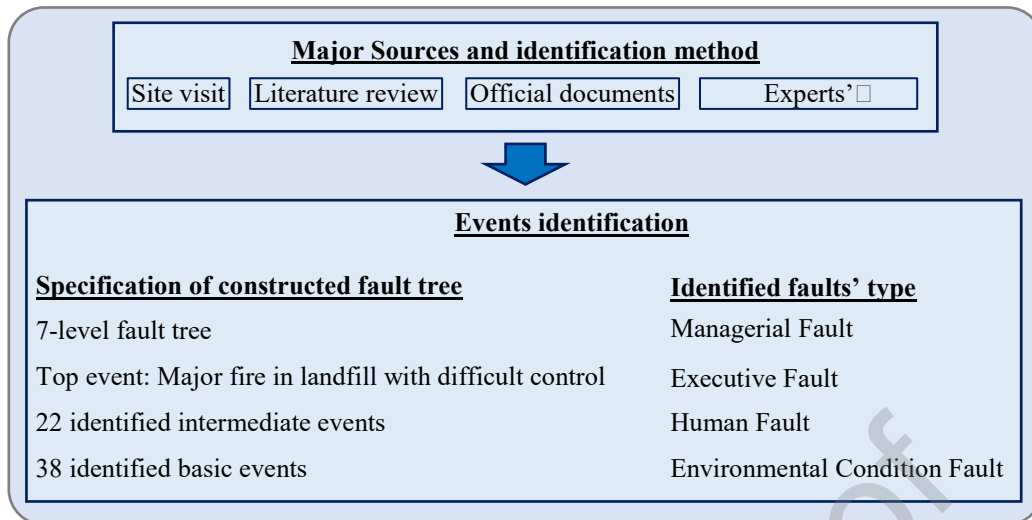 Major Sources and identification method
Site visit Literature review Official documents Experts’□
Events identification
Specification of constructed fault tree
7-level fault tree
Top event: Major fire in landfill with difficult control
22 identified intermediate events
38 identified basic events
Identified faults’ type
Managerial Fault
Executive Fault
Human Fault
Environmental Condition Fault
of